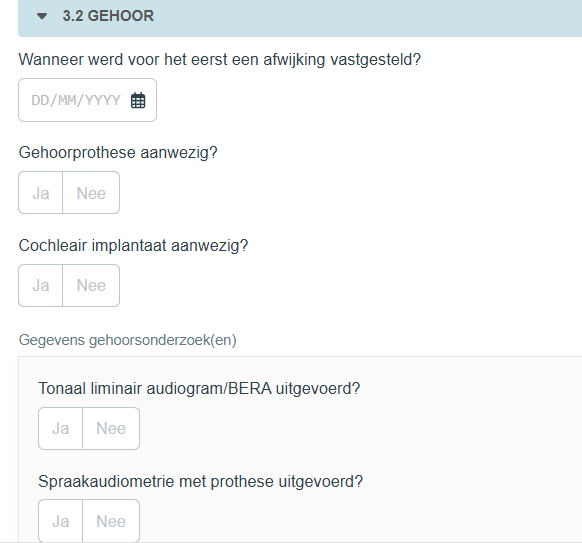 3.2 GEHOOR
Wanneer werd voor het eerst een afwijking vastgesteld?
DD/MM/YYYY
Gehoorprothese aanwezig?
Ja Nee
Cochleair implantaat aanwezig?
Ja Nee
Gegevens gehoorsonderzoek(en)
Tonaal liminair audiogram/BERA uitgevoerd?
Ja Nee
Spraakaudiometrie met prothese uitgevoerd?
Ja Nee